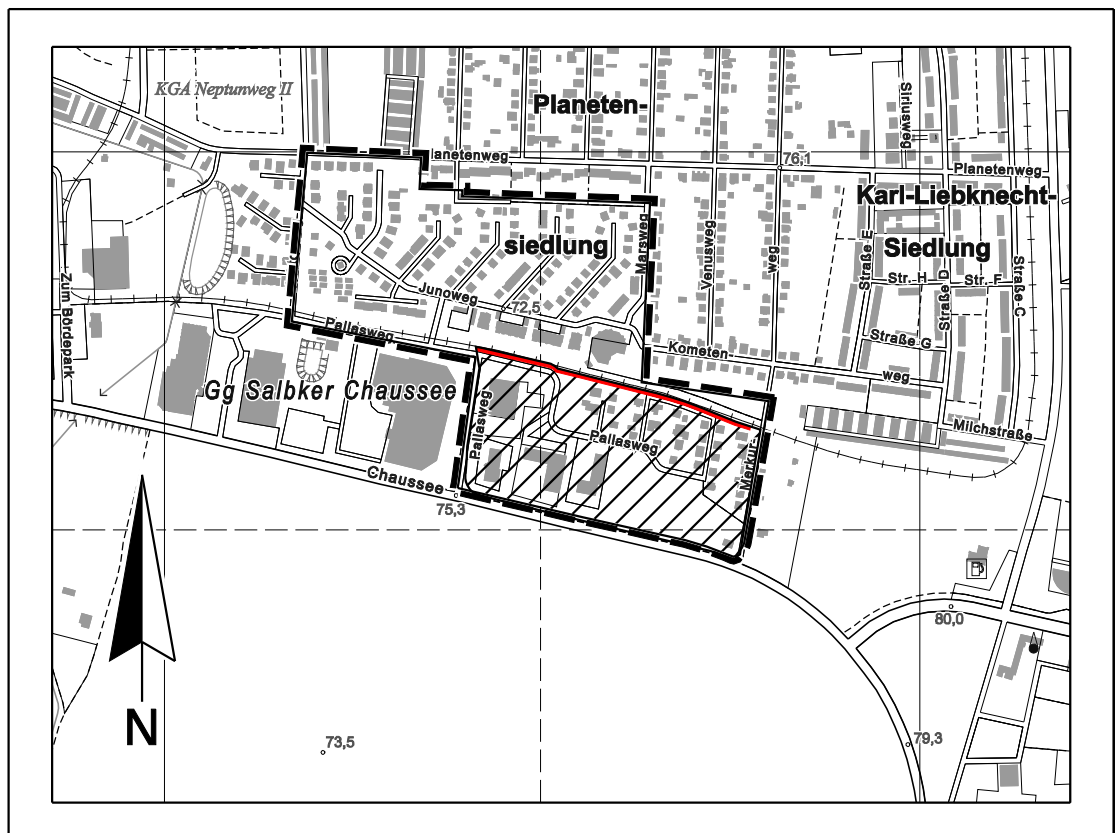 KGA Neptunweg II
Planeten-
Siriusweg
lanetenweg
76,1
Planetenweg
Karl-Liebknecht-
siedlung
Marsweg
Venusweg
weg
Straße E
Siedlung
Str. H
Straße D
Str. F
Straße C
Zum Bördepark
Junoweg
72,5
Pallasweg
Straße G
Kometen
weg
Gg Salbker Chaussee
Pallasweg
Pallasweg
Merkur-
Milchstraße
Chaussee
75,3
80,0
N
73,5
79,3